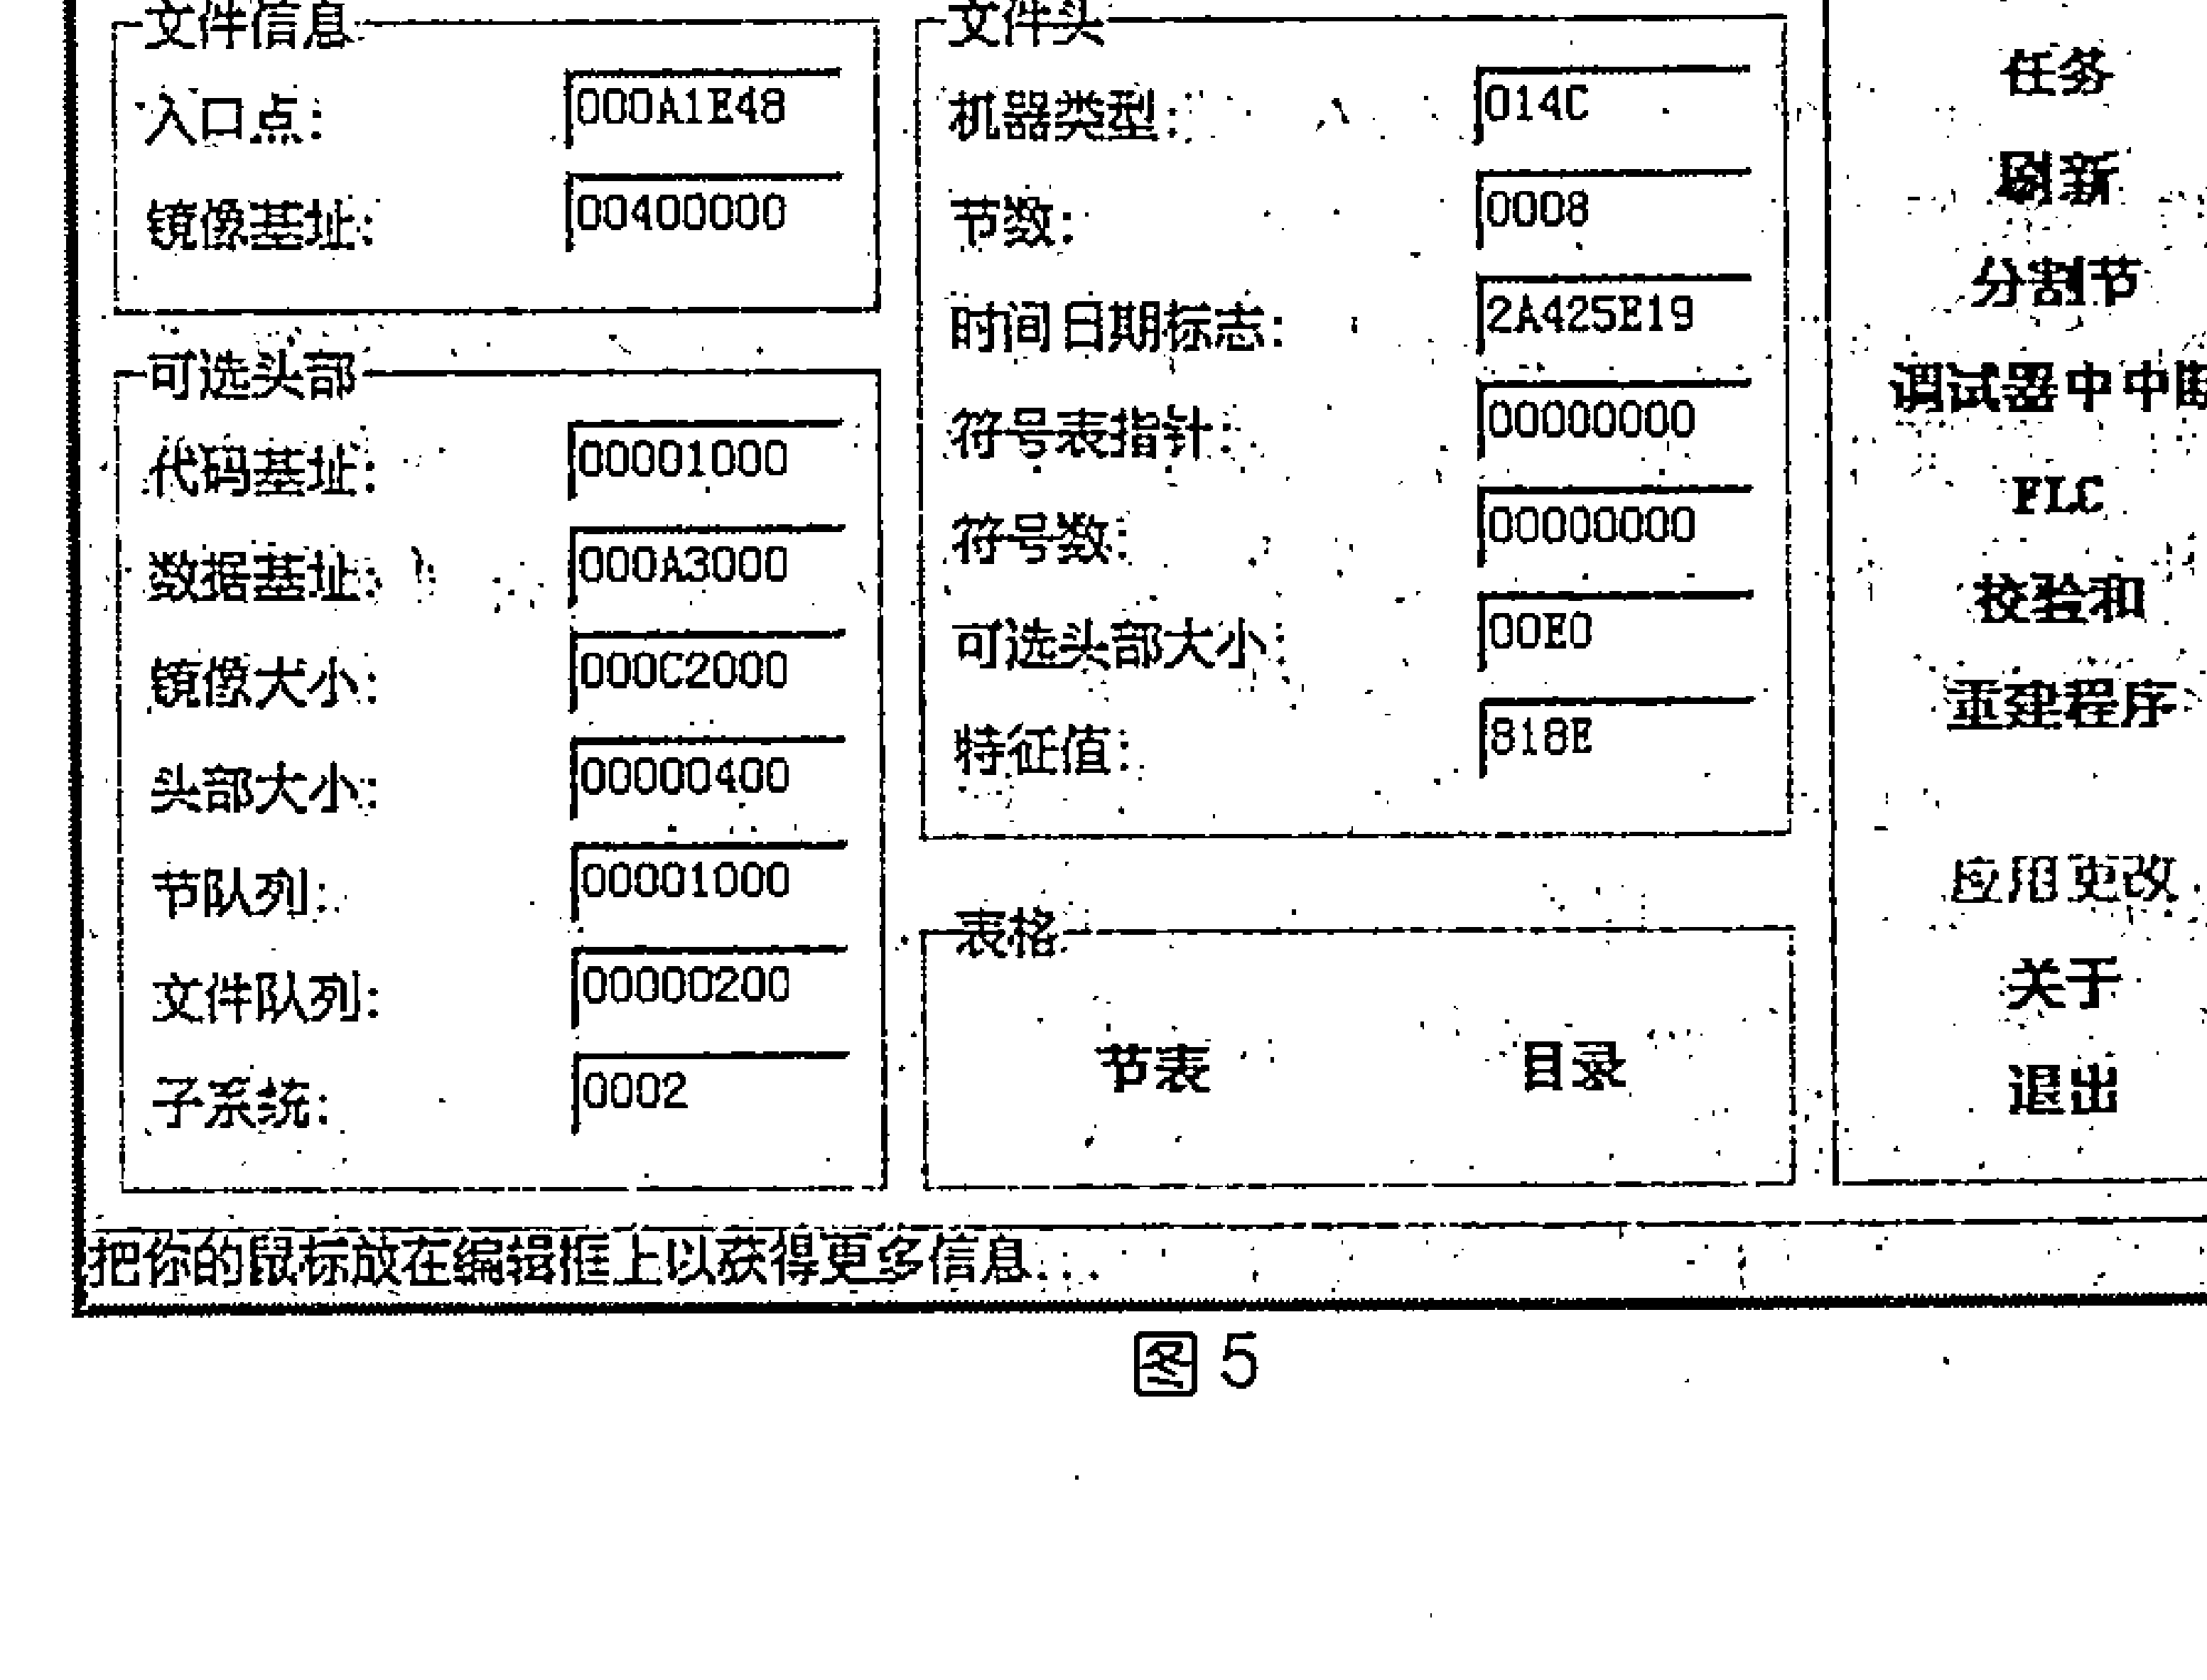 文件信息
入口点: 000A1E48
镜像基址: 00400000
可选头部
代码基址: 00001000
数据基址: 000A3000
镜像大小: 000C2000
头部大小: 00000400
节队列: 00001000
文件队列: 00000200
子系统: 0002
文件头
机器类型: 014C
节数: 0008
时间日期标志: 2A425E19
符号表指针: 00000000
符号数: 00000000
可选头部大小: 00E0
特征值: 818E
表格
节表 目录
任务
刷新
分割节
调试器中中断
FLC
校验和
重建程序
应用更改
关于
退出
把你的鼠标放在编辑框上以获得更多信息...
图 5